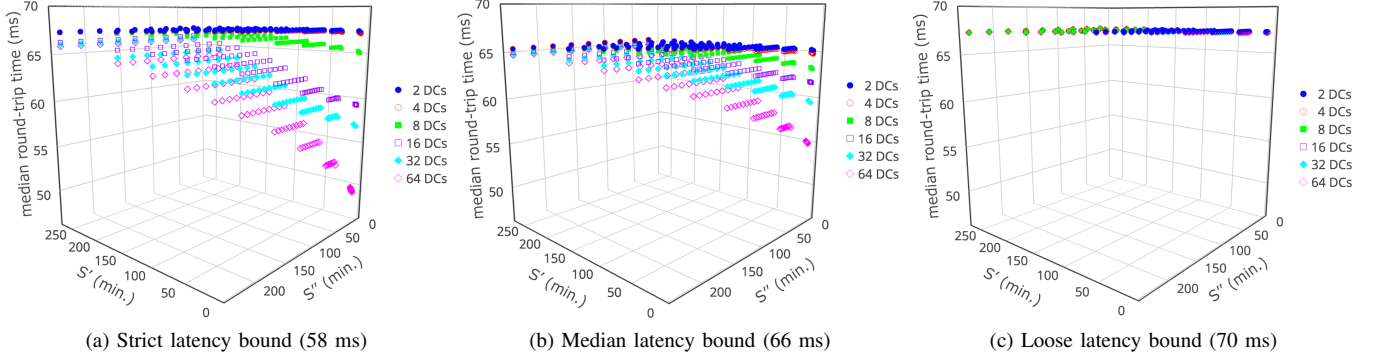 70
65
60
55
50
median round-trip time (ms)
250
200
150
100
50
0
S′ (min.)
200
150
100
50
0
S″ (min.)
2 DCs
4 DCs
8 DCs
16 DCs
32 DCs
64 DCs
(a) Strict latency bound (58 ms)
70
65
60
55
50
median round-trip time (ms)
250
200
150
100
50
0
S′ (min.)
200
150
100
50
0
S″ (min.)
2 DCs
4 DCs
8 DCs
16 DCs
32 DCs
64 DCs
(b) Median latency bound (66 ms)
70
65
60
55
50
median round-trip time (ms)
250
200
150
100
50
0
S′ (min.)
200
150
100
50
0
S″ (min.)
2 DCs
4 DCs
8 DCs
16 DCs
32 DCs
64 DCs
(c) Loose latency bound (70 ms)